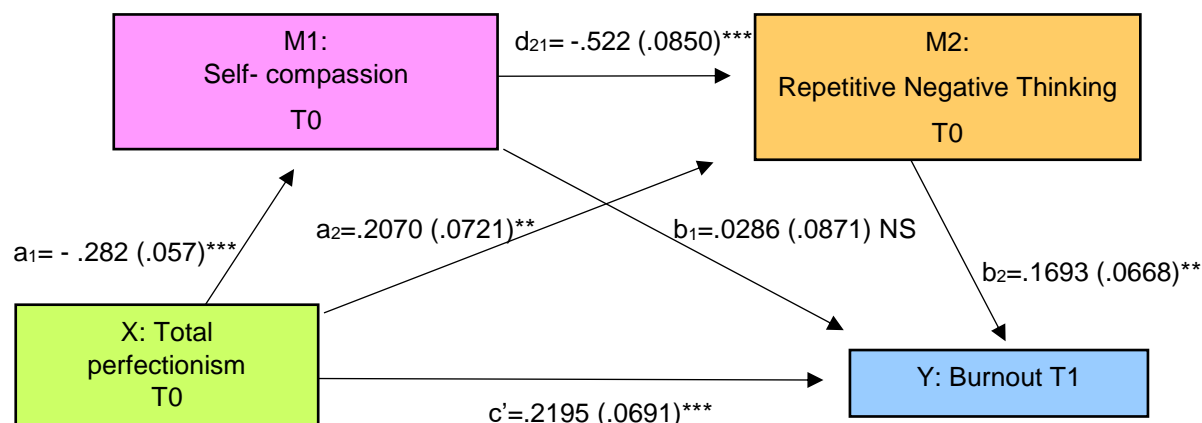 M1:
Self- compassion
T0
d21= -.522 (.0850)***
M2:
Repetitive Negative Thinking
T0
a1= - .282 (.057)***
a2=.2070 (.0721)**
b1=.0286 (.0871) NS
b2=.1693 (.0668)**
X: Total
perfectionism
T0
c'=.2195 (.0691)***
Y: Burnout T1